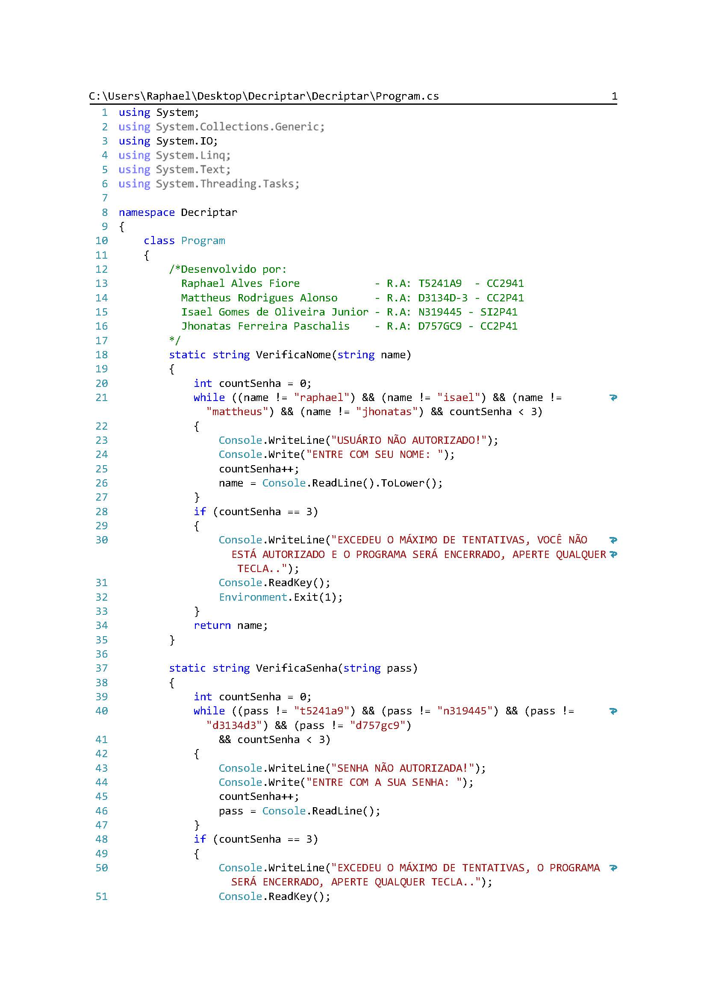 C:\Users\Raphael\Desktop\Decriptar\Decriptar\Program.cs 1
1 using System;
2 using System.Collections.Generic;
3 using System.IO;
4 using System.Linq;
5 using System.Text;
6 using System.Threading.Tasks;
7
8 namespace Decriptar
9 {
10 class Program
11 {
12 /*Desenvolvido por:
13 Raphael Alves Fiore - R.A: T5241A9 - CC2941
14 Mattheus Rodrigues Alonso - R.A: D3134D-3 - CC2P41
15 Isael Gomes de Oliveira Junior - R.A: N319445 - SI2P41
16 Jhonatas Ferreira Paschalis - R.A: D757GC9 - CC2P41
17 */
18 static string VerificaNome(string name)
19 {
20 int countSenha = 0;
21 while ((name != "raphael") && (name != "isael") && (name !=
"mattheus") && (name != "jhonatas") && countSenha < 3)
22 {
23 Console.WriteLine("USUÁRIO NÃO AUTORIZADO!");
24 Console.Write("ENTRE COM SEU NOME: ");
25 countSenha++;
26 name = Console.ReadLine().ToLower();
27 }
28 if (countSenha == 3)
29 {
30 Console.WriteLine("EXCEDEU O MÁXIMO DE TENTATIVAS, VOCÊ NÃO
ESTÁ AUTORIZADO E O PROGRAMA SERÁ ENCERRADO, APERTE QUALQUER
TECLA..");
31 Console.ReadKey();
32 Environment.Exit(1);
33 }
34 return name;
35 }
36
37 static string VerificaSenha(string pass)
38 {
39 int countSenha = 0;
40 while ((pass != "t5241a9") && (pass != "n319445") && (pass !=
"d3134d3") && (pass != "d757gc9")
41 && countSenha < 3)
42 {
43 Console.WriteLine("SENHA NÃO AUTORIZADA!");
44 Console.Write("ENTRE COM A SUA SENHA: ");
45 countSenha++;
46 pass = Console.ReadLine();
47 }
48 if (countSenha == 3)
49 {
50 Console.WriteLine("EXCEDEU O MÁXIMO DE TENTATIVAS, O PROGRAMA
SERÁ ENCERRADO, APERTE QUALQUER TECLA..");
51 Console.ReadKey();